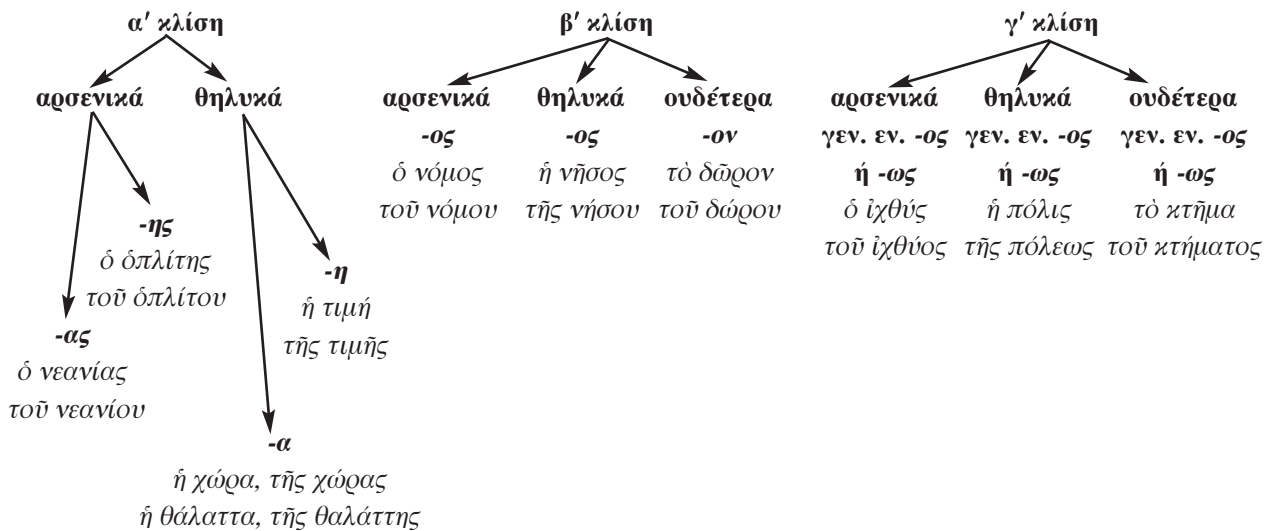 α′ κλίση
αρσενικά θηλυκά
-ης
ὁ ὁπλίτης
τοῦ ὁπλίτου
-ας
ὁ νεανίας
τοῦ νεανίου
-η
ἡ τιμή
τῆς τιμῆς
-α
ἡ χώρα, τῆς χώρας
ἡ θάλαττα, τῆς θαλάττης
β′ κλίση
αρσενικά θηλυκά ουδέτερα
-ος -ος -ον
ὁ νόμος ἡ νῆσος τὸ δῶρον
τοῦ νόμου τῆς νήσου τοῦ δώρου
γ′ κλίση
αρσενικά θηλυκά ουδέτερα
γεν. εν. -ος γεν. εν. -ος γεν. εν. -ος
ή -ως ή -ως ή -ως
ὁ ἰχθύς ἡ πόλις τὸ κτῆμα
τοῦ ἰχθύος τῆς πόλεως τοῦ κτήματος